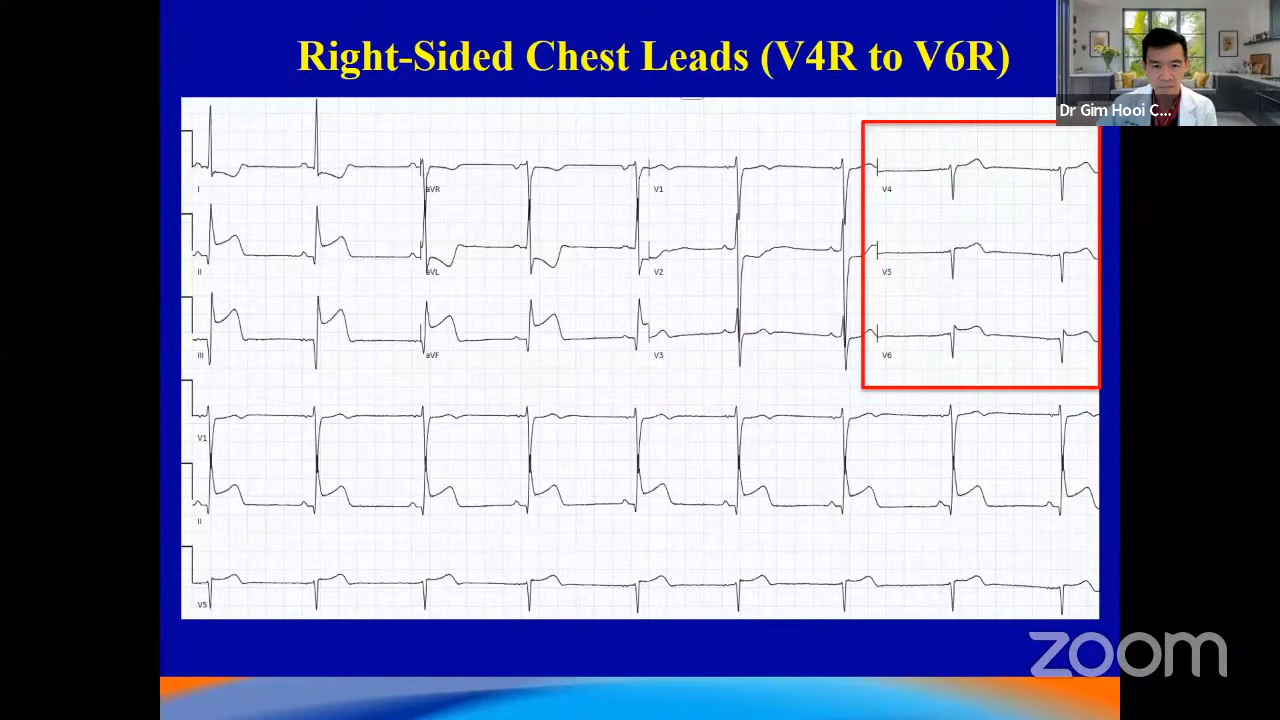 Right-Sided Chest Leads (V4R to V6R)
Dr Gim Hooi C...
I
aVR
V1
V4
II
aVL
V2
V5
III
aVF
V3
V6
V1
II
V5
zoom